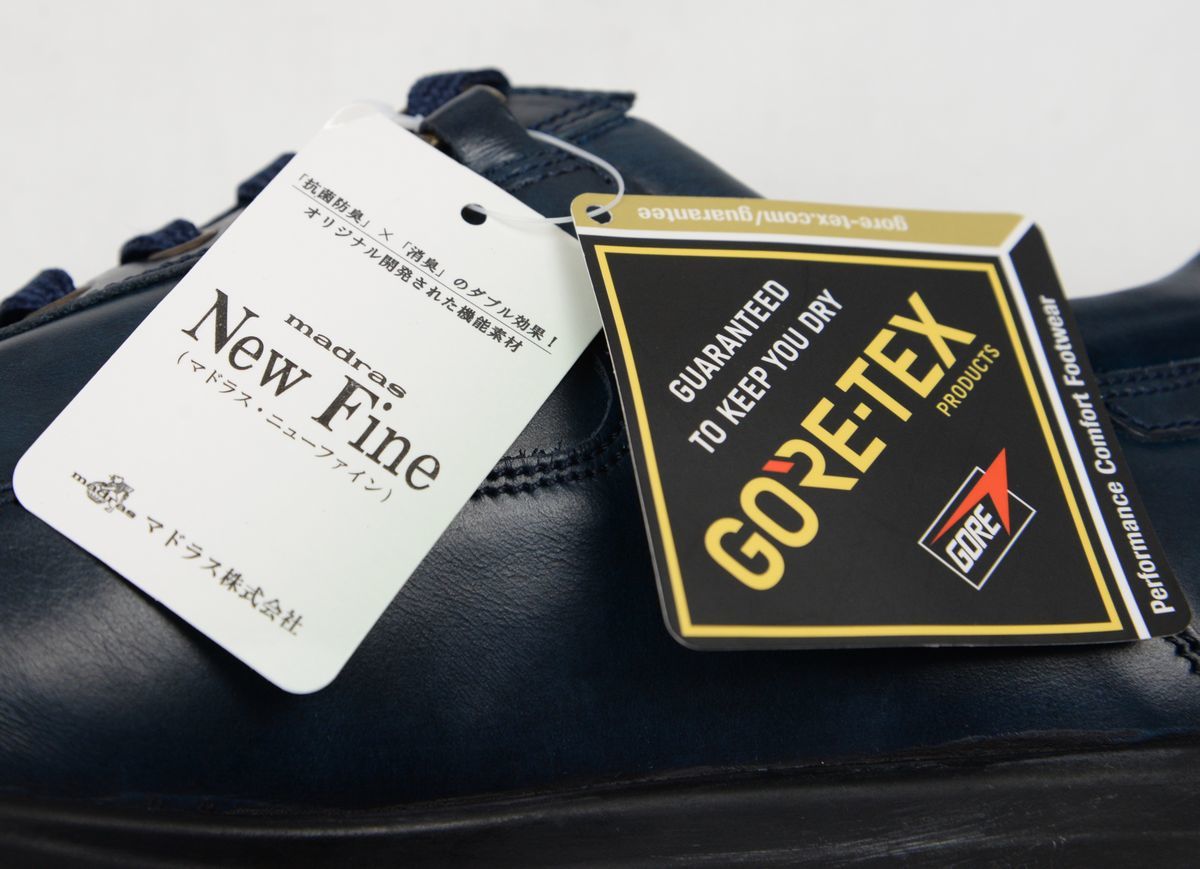 「抗菌防臭」×「消臭」のダブル効果！
オリジナル開発された機能素材
madras
New Fine
(マドラス・ニューファイン)
madras マドラス株式会社
gore-tex.com/guarantee
GUARANTEED
TO KEEP YOU DRY
GORE-TEX
PRODUCTS
GORE
Performance Comfort Footwear